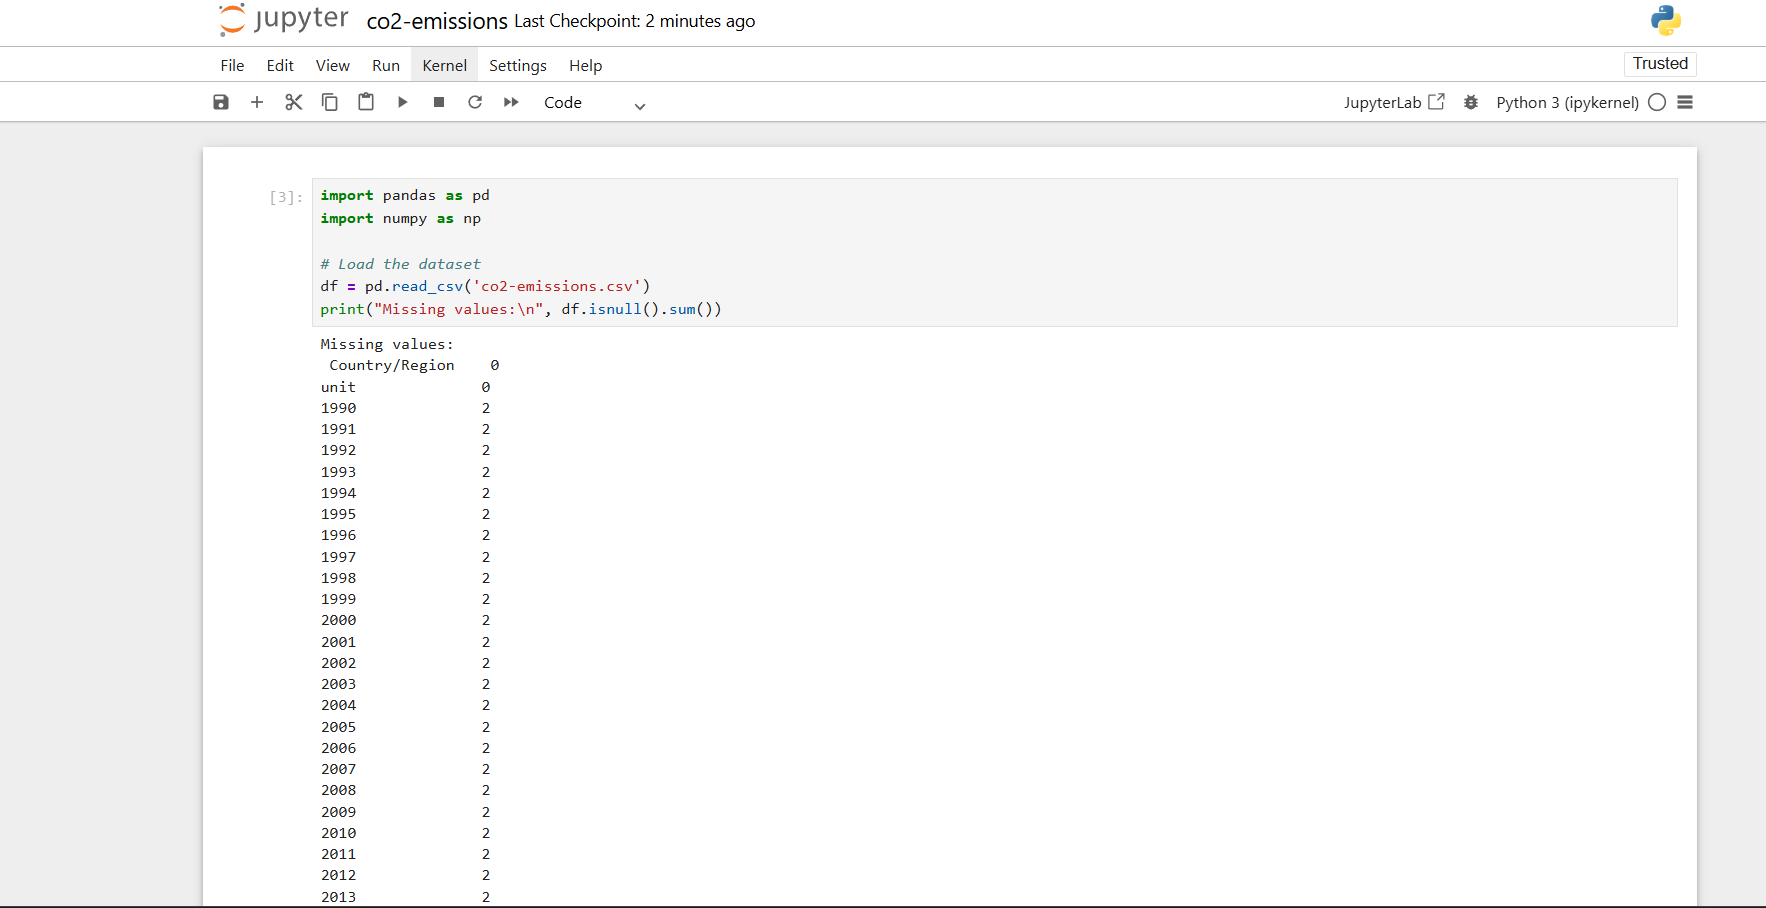 jupyter co2-emissions Last Checkpoint: 2 minutes ago
File Edit View Run Kernel Settings Help Trusted
Code JupyterLab Python 3 (ipykernel)
[3]: import pandas as pd
import numpy as np
# Load the dataset
df = pd.read_csv('co2-emissions.csv')
print("Missing values:\n", df.isnull().sum())
Missing values:
Country/Region 0
unit 0
1990 2
1991 2
1992 2
1993 2
1994 2
1995 2
1996 2
1997 2
1998 2
1999 2
2000 2
2001 2
2002 2
2003 2
2004 2
2005 2
2006 2
2007 2
2008 2
2009 2
2010 2
2011 2
2012 2
2013 2